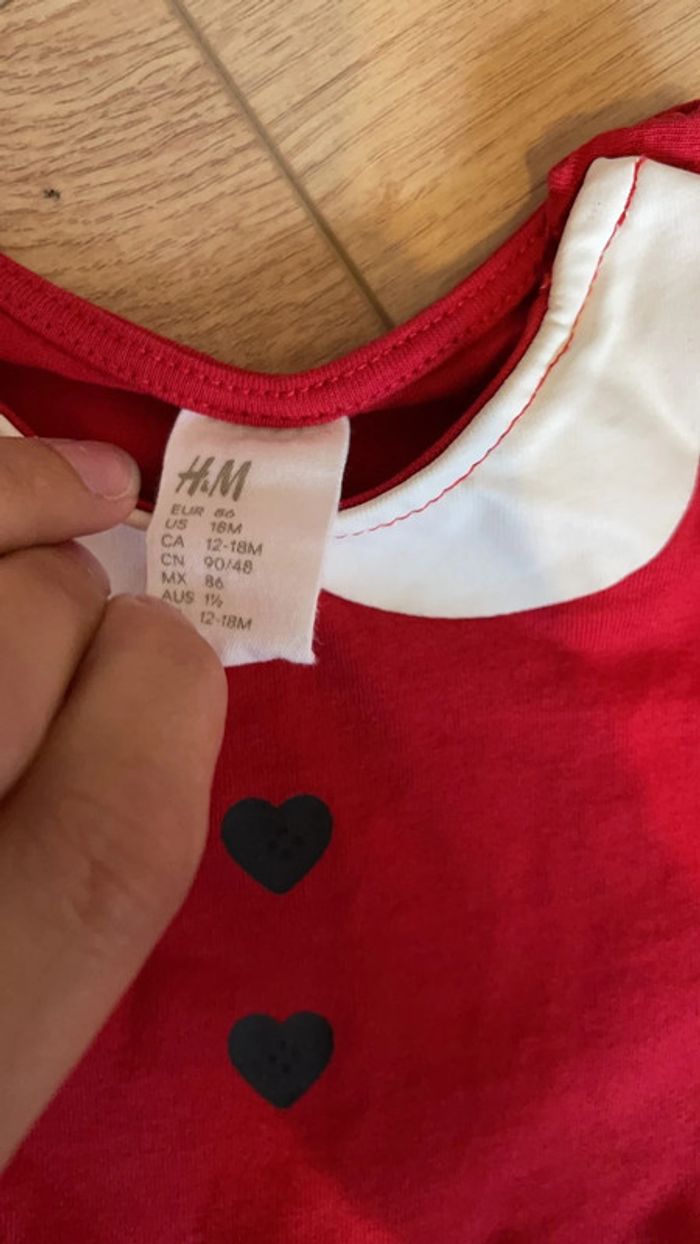 H&M
EUR 86
US 18M
CA 12-18M
CN 90/48
MX 86
AUS 1½
12-18M